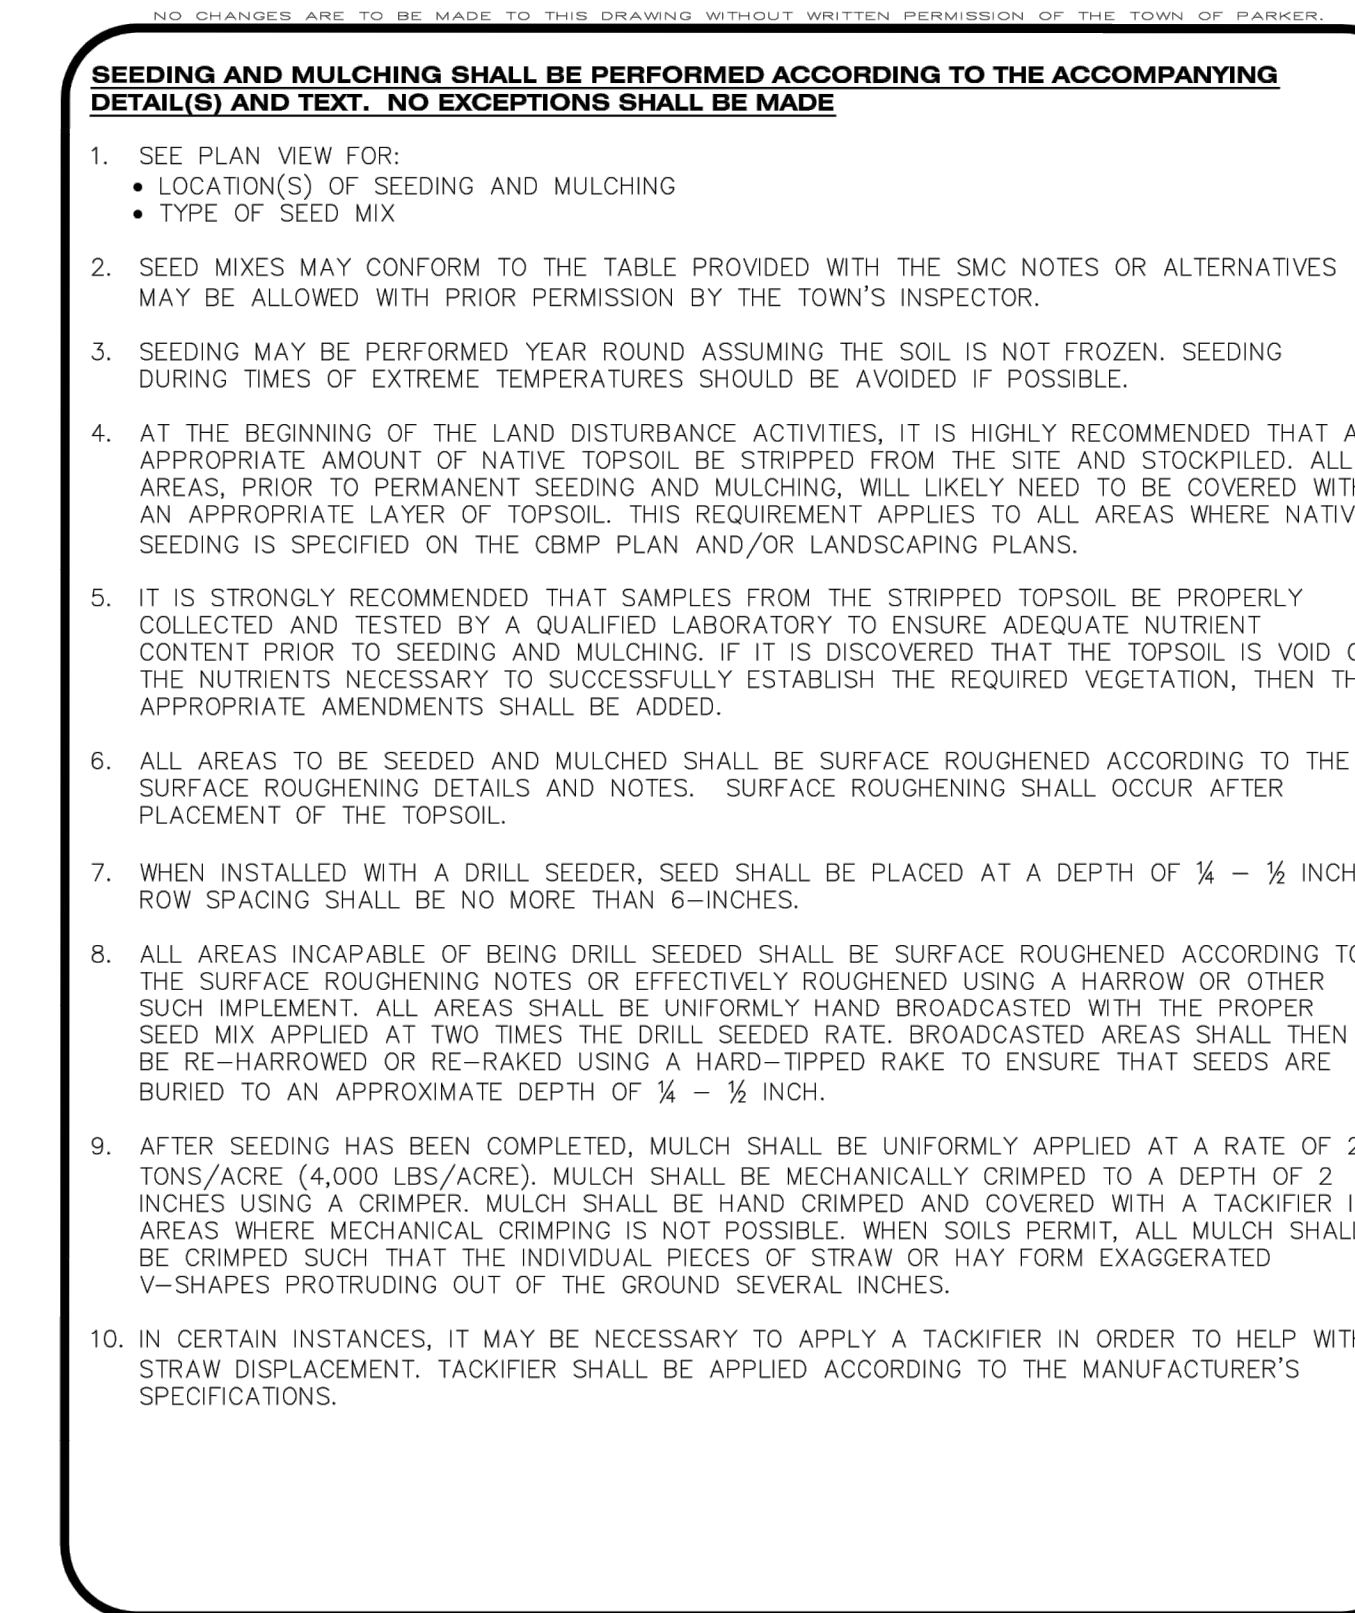 NO CHANGES ARE TO BE MADE TO THIS DRAWING WITHOUT WRITTEN PERMISSION OF THE TOWN OF PARKER.
SEEDING AND MULCHING SHALL BE PERFORMED ACCORDING TO THE ACCOMPANYING
DETAIL(S) AND TEXT. NO EXCEPTIONS SHALL BE MADE
1. SEE PLAN VIEW FOR:
• LOCATION(S) OF SEEDING AND MULCHING
• TYPE OF SEED MIX
2. SEED MIXES MAY CONFORM TO THE TABLE PROVIDED WITH THE SMC NOTES OR ALTERNATIVES
MAY BE ALLOWED WITH PRIOR PERMISSION BY THE TOWN'S INSPECTOR.
3. SEEDING MAY BE PERFORMED YEAR ROUND ASSUMING THE SOIL IS NOT FROZEN. SEEDING
DURING TIMES OF EXTREME TEMPERATURES SHOULD BE AVOIDED IF POSSIBLE.
4. AT THE BEGINNING OF THE LAND DISTURBANCE ACTIVITIES, IT IS HIGHLY RECOMMENDED THAT
APPROPRIATE AMOUNT OF NATIVE TOPSOIL BE STRIPPED FROM THE SITE AND STOCKPILED. ALL
AREAS, PRIOR TO PERMANENT SEEDING AND MULCHING, WILL LIKELY NEED TO BE COVERED WITH
AN APPROPRIATE LAYER OF TOPSOIL. THIS REQUIREMENT APPLIES TO ALL AREAS WHERE NATIV
SEEDING IS SPECIFIED ON THE CBMP PLAN AND/OR LANDSCAPING PLANS.
5. IT IS STRONGLY RECOMMENDED THAT SAMPLES FROM THE STRIPPED TOPSOIL BE PROPERLY
COLLECTED AND TESTED BY A QUALIFIED LABORATORY TO ENSURE ADEQUATE NUTRIENT
CONTENT PRIOR TO SEEDING AND MULCHING. IF IT IS DISCOVERED THAT THE TOPSOIL IS VOID
THE NUTRIENTS NECESSARY TO SUCCESSFULLY ESTABLISH THE REQUIRED VEGETATION, THEN TH
APPROPRIATE AMENDMENTS SHALL BE ADDED.
6. ALL AREAS TO BE SEEDED AND MULCHED SHALL BE SURFACE ROUGHENED ACCORDING TO THE
SURFACE ROUGHENING DETAILS AND NOTES. SURFACE ROUGHENING SHALL OCCUR AFTER
PLACEMENT OF THE TOPSOIL.
7. WHEN INSTALLED WITH A DRILL SEEDER, SEED SHALL BE PLACED AT A DEPTH OF ¼ – ½ INCH
ROW SPACING SHALL BE NO MORE THAN 6–INCHES.
8. ALL AREAS INCAPABLE OF BEING DRILL SEEDED SHALL BE SURFACE ROUGHENED ACCORDING TO
THE SURFACE ROUGHENING NOTES OR EFFECTIVELY ROUGHENED USING A HARROW OR OTHER
SUCH IMPLEMENT. ALL AREAS SHALL BE UNIFORMLY HAND BROADCASTED WITH THE PROPER
SEED MIX APPLIED AT TWO TIMES THE DRILL SEEDED RATE. BROADCASTED AREAS SHALL THEN
BE RE–HARROWED OR RE–RAKED USING A HARD–TIPPED RAKE TO ENSURE THAT SEEDS ARE
BURIED TO AN APPROXIMATE DEPTH OF ¼ – ½ INCH.
9. AFTER SEEDING HAS BEEN COMPLETED, MULCH SHALL BE UNIFORMLY APPLIED AT A RATE OF 2
TONS/ACRE (4,000 LBS/ACRE). MULCH SHALL BE MECHANICALLY CRIMPED TO A DEPTH OF 2
INCHES USING A CRIMPER. MULCH SHALL BE HAND CRIMPED AND COVERED WITH A TACKIFIER
AREAS WHERE MECHANICAL CRIMPING IS NOT POSSIBLE. WHEN SOILS PERMIT, ALL MULCH SHALL
BE CRIMPED SUCH THAT THE INDIVIDUAL PIECES OF STRAW OR HAY FORM EXAGGERATED
V–SHAPES PROTRUDING OUT OF THE GROUND SEVERAL INCHES.
10. IN CERTAIN INSTANCES, IT MAY BE NECESSARY TO APPLY A TACKIFIER IN ORDER TO HELP WITH
STRAW DISPLACEMENT. TACKIFIER SHALL BE APPLIED ACCORDING TO THE MANUFACTURER'S
SPECIFICATIONS.